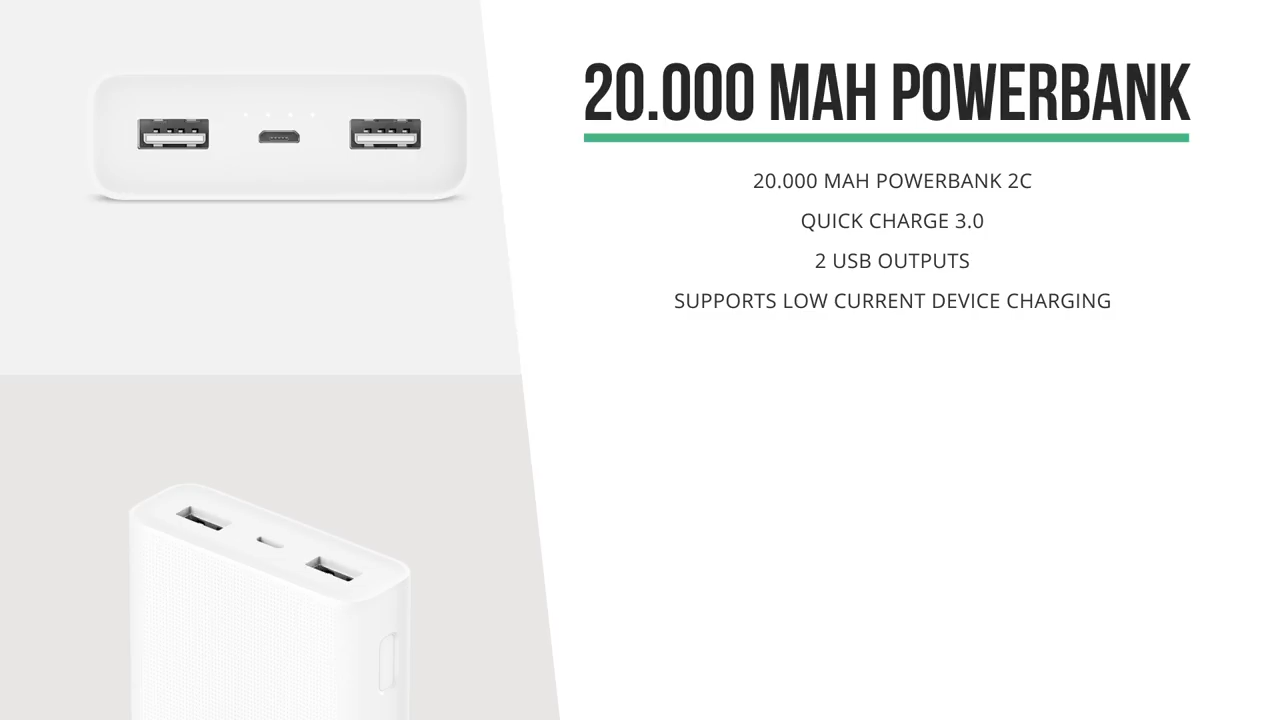 20.000 MAH POWERBANK
20.000 MAH POWERBANK 2C
QUICK CHARGE 3.0
2 USB OUTPUTS
SUPPORTS LOW CURRENT DEVICE CHARGING